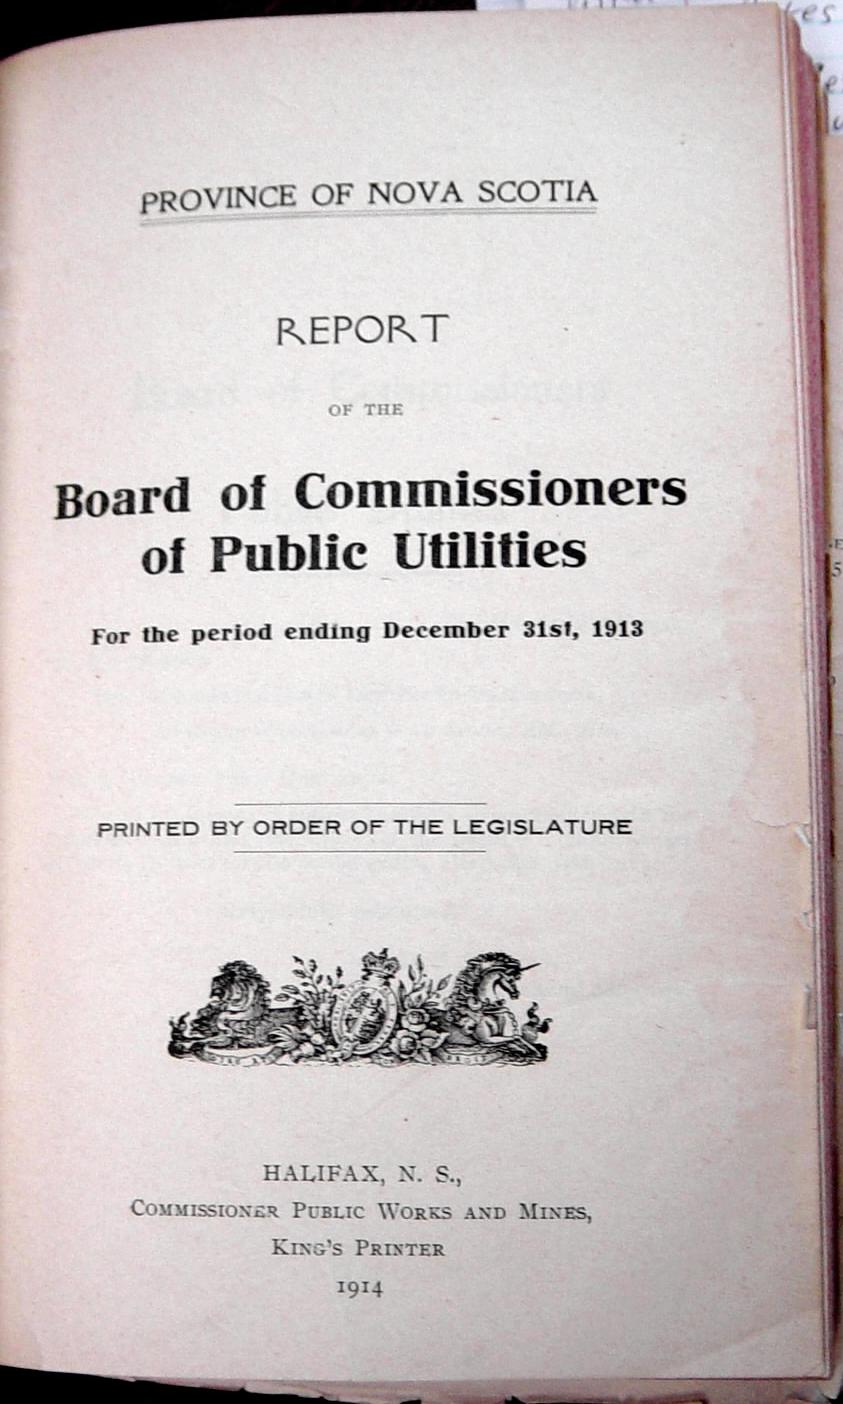 PROVINCE OF NOVA SCOTIA
REPORT
OF THE
Board of Commissioners
of Public Utilities
For the period ending December 31st, 1913
PRINTED BY ORDER OF THE LEGISLATURE
HALIFAX, N. S.,
COMMISSIONER PUBLIC WORKS AND MINES,
KING'S PRINTER
1914